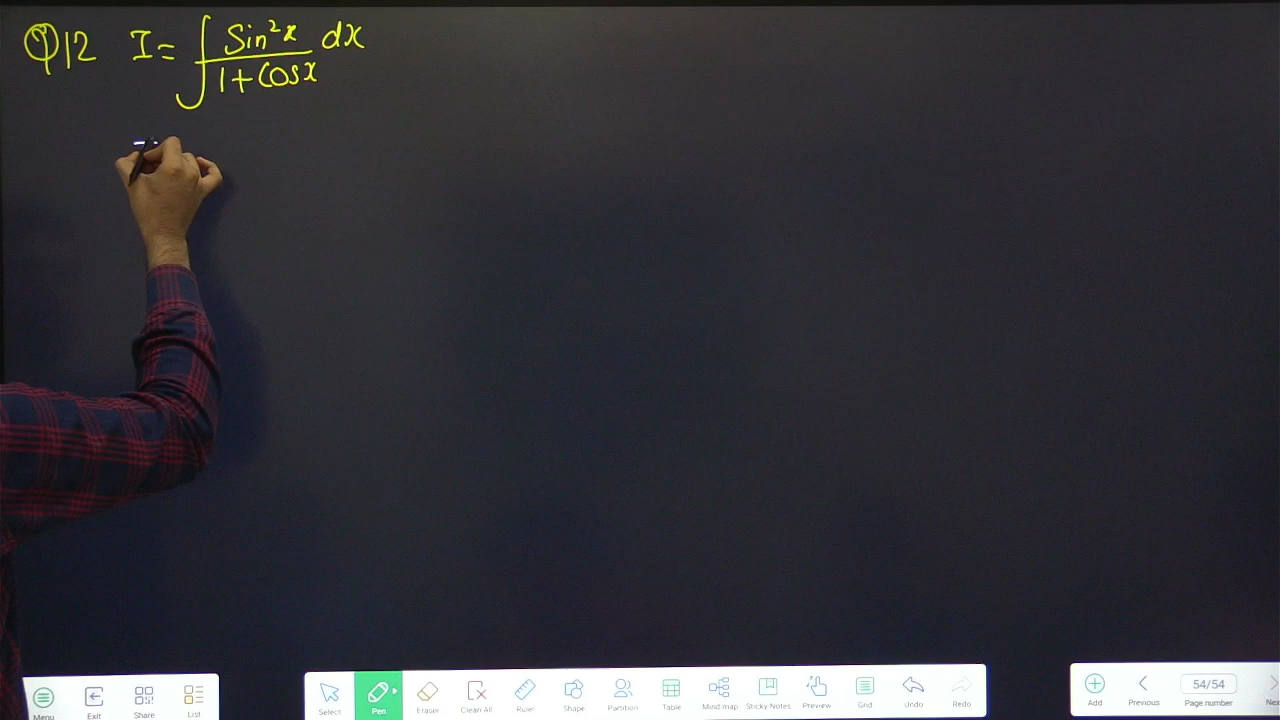 Q12 I = ∫ Sin²x / 1+Cosx dx
Menu Exit Share List Select Pen Eraser Clean All Ruler Shape Partition Table Mind map Sticky Notes Preview Grid Undo Redo Add Previous 54/54 Page number